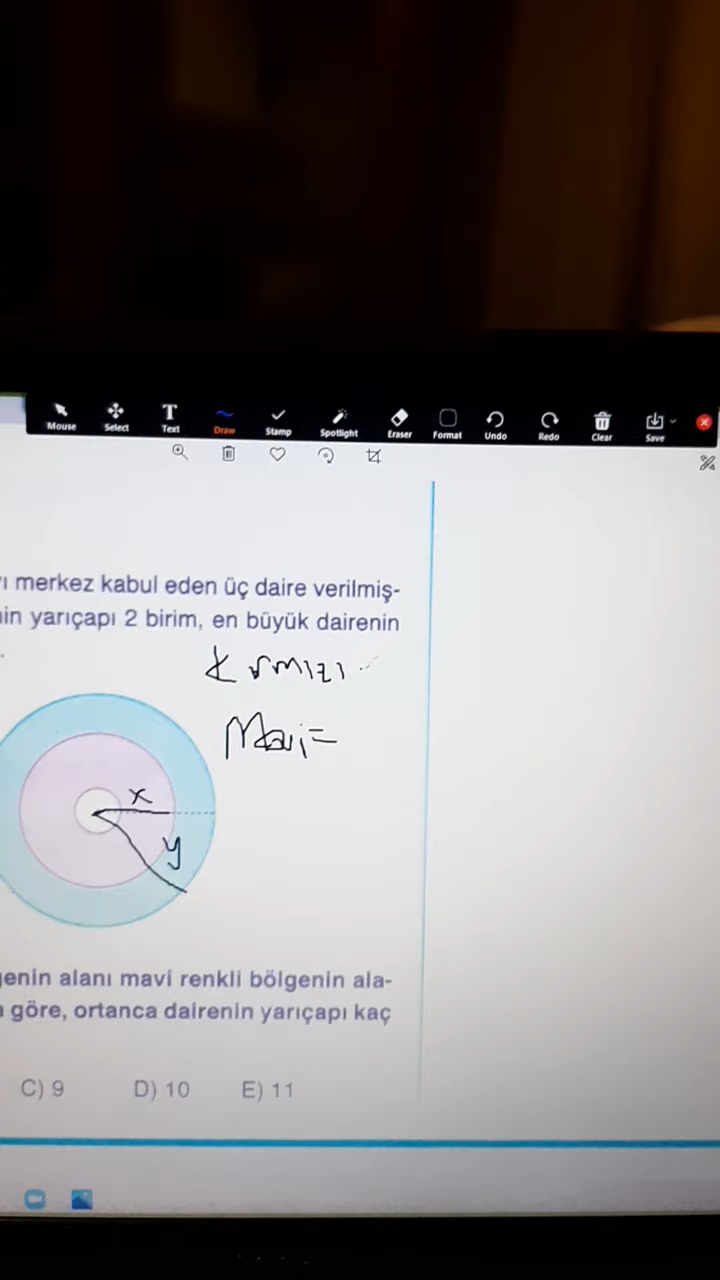 Mouse Select Text Draw Stamp Spotlight Eraser Format Undo Redo Clear Save
T
merkez kabul eden üç daire verilmiş-
yarıçapı 2 birim, en büyük dairenin
Kırmızı
Mavi=
x
y
genin alanı mavi renkli bölgenin ala-
göre, ortanca dairenin yarıçapı kaç
C) 9 D) 10 E) 11